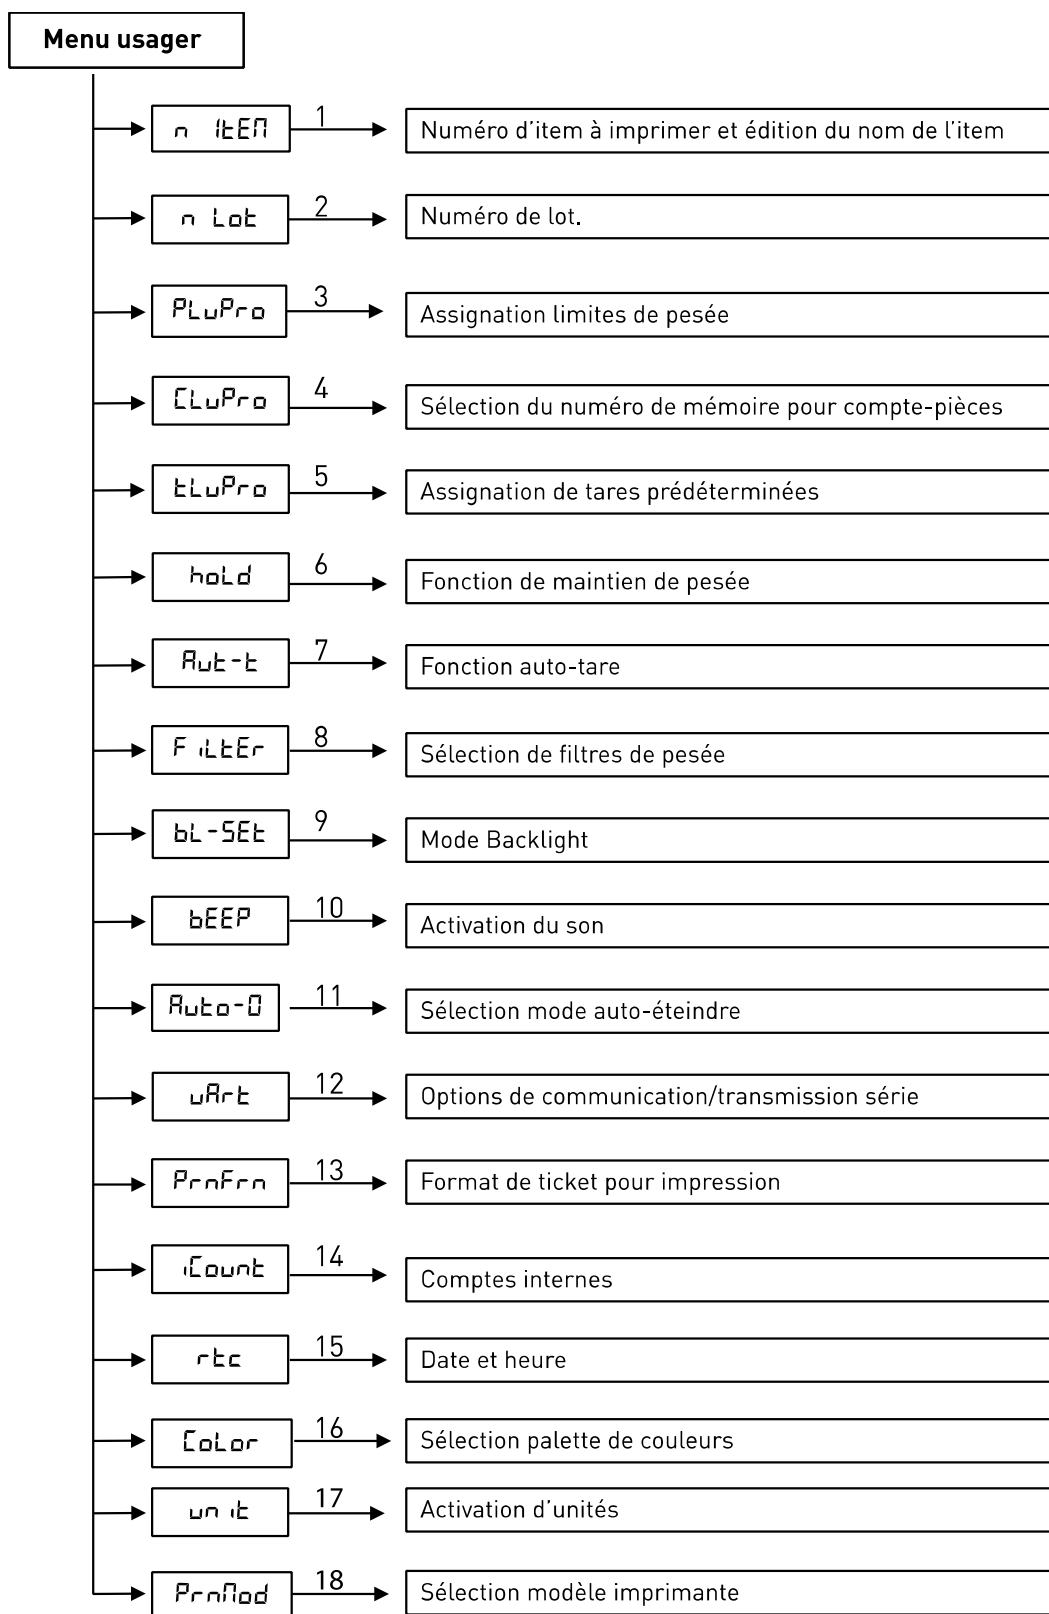 Menu usager
n ItEM 1 Numéro d'item à imprimer et édition du nom de l'item
n Lot 2 Numéro de lot.
PLuPro 3 Assignation limites de pesée
CLuPro 4 Sélection du numéro de mémoire pour compte-pièces
tLuPro 5 Assignation de tares prédéterminées
hoLd 6 Fonction de maintien de pesée
Aut-t 7 Fonction auto-tare
FiLtEr 8 Sélection de filtres de pesée
bL-SEt 9 Mode Backlight
bEEP 10 Activation du son
Auto-0 11 Sélection mode auto-éteindre
uArt 12 Options de communication/transmission série
PrnFrn 13 Format de ticket pour impression
iCount 14 Comptes internes
rtc 15 Date et heure
CoLor 16 Sélection palette de couleurs
unit 17 Activation d'unités
PrnMod 18 Sélection modèle imprimante